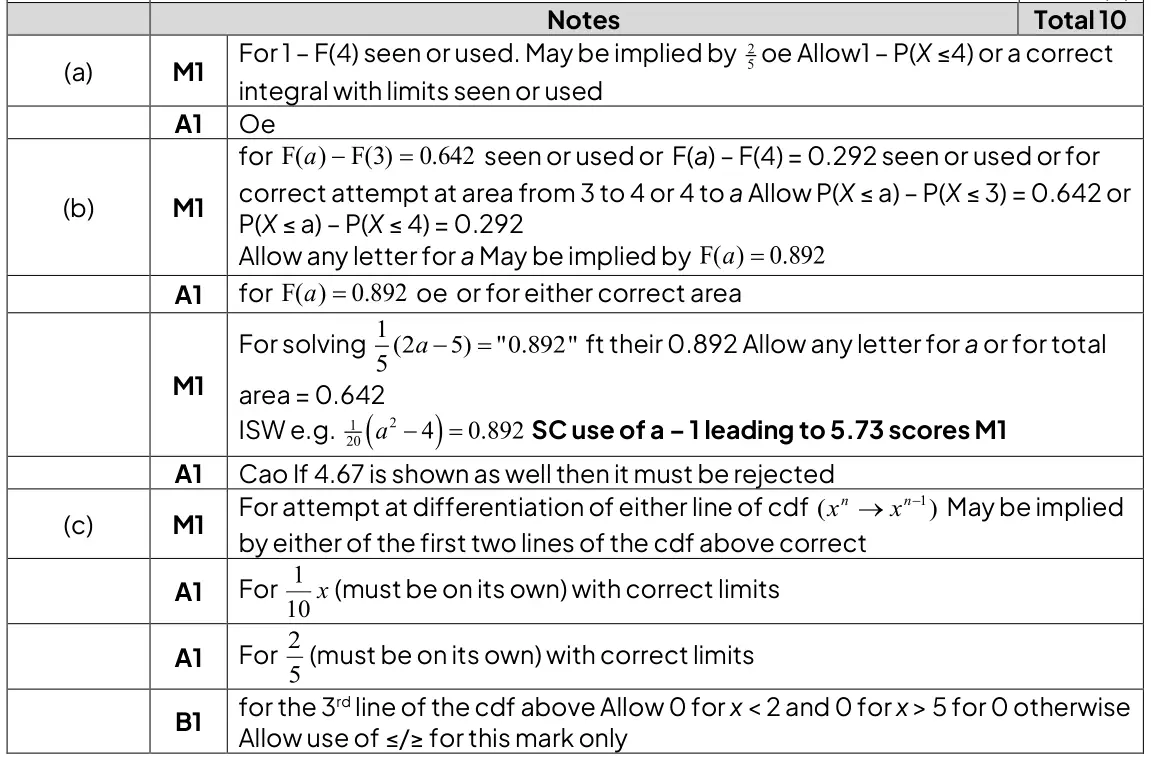 Notes Total 10
(a) M1 For 1 – F(4) seen or used. May be implied by 2/5 oe Allow1 – P(X ≤4) or a correct
integral with limits seen or used
A1 Oe
(b) M1 for F(a) – F(3) = 0.642 seen or used or F(a) – F(4) = 0.292 seen or used or for
correct attempt at area from 3 to 4 or 4 to a Allow P(X ≤ a) – P(X ≤ 3) = 0.642 or
P(X ≤ a) – P(X ≤ 4) = 0.292
Allow any letter for a May be implied by F(a) = 0.892
A1 for F(a) = 0.892 oe or for either correct area
M1 For solving 1/5(2a – 5) = "0.892" ft their 0.892 Allow any letter for a or for total
area = 0.642
ISW e.g. 1/20(a² – 4) = 0.892 SC use of a – 1 leading to 5.73 scores M1
A1 Cao If 4.67 is shown as well then it must be rejected
(c) M1 For attempt at differentiation of either line of cdf (xⁿ → xⁿ⁻¹) May be implied
by either of the first two lines of the cdf above correct
A1 For 1/10 x (must be on its own) with correct limits
A1 For 2/5 (must be on its own) with correct limits
B1 for the 3rd line of the cdf above Allow 0 for x < 2 and 0 for x > 5 for 0 otherwise
Allow use of ≤/≥ for this mark only